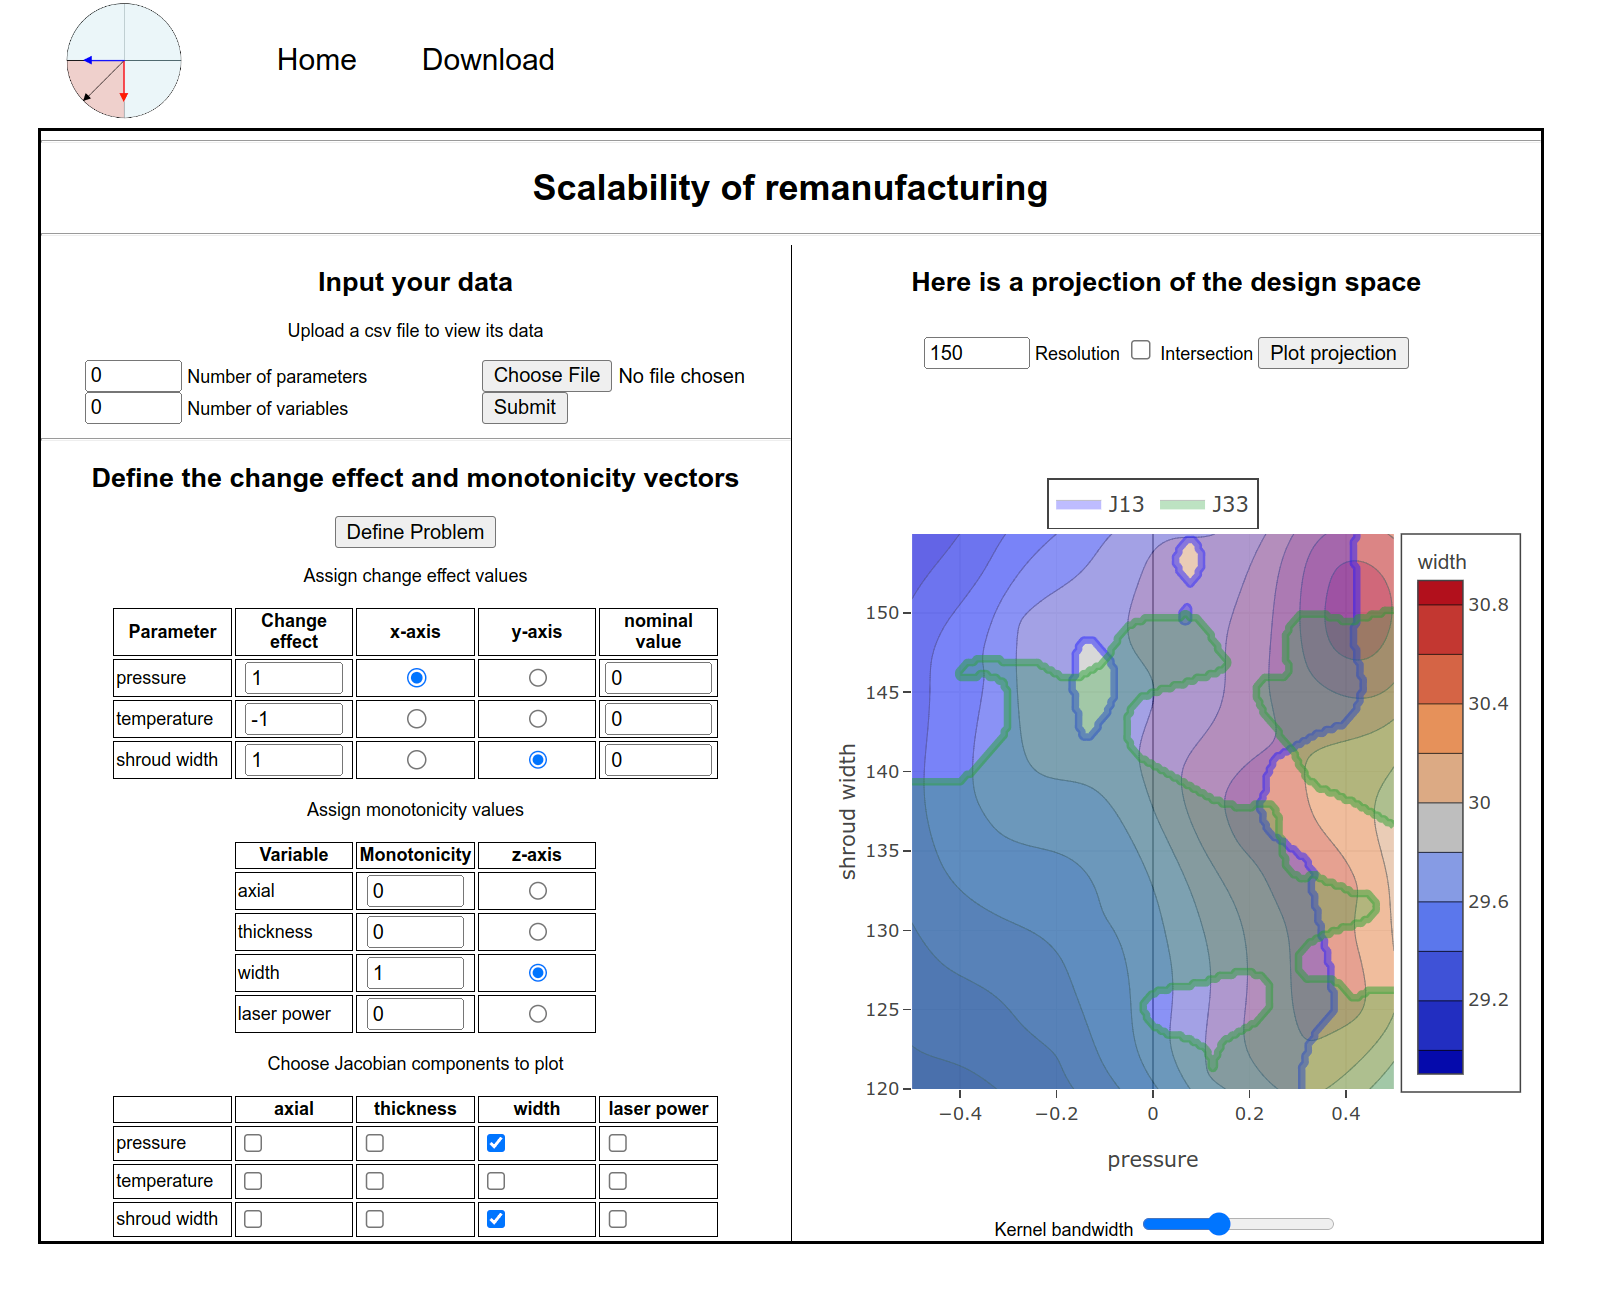 Home Download
Scalability of remanufacturing
Input your data
Upload a csv file to view its data
0 Number of parameters Choose File No file chosen
0 Number of variables Submit
Define the change effect and monotonicity vectors
Define Problem
Assign change effect values
Parameter Change effect x-axis y-axis nominal value
pressure 1 0
temperature -1 0
shroud width 1 0
Assign monotonicity values
Variable Monotonicity z-axis
axial 0
thickness 0
width 1
laser power 0
Choose Jacobian components to plot
axial thickness width laser power
pressure
temperature
shroud width
Here is a projection of the design space
150 Resolution Intersection Plot projection
J13 J33
width
30.8
30.4
30
29.6
29.2
shroud width
150
145
140
135
130
125
120
−0.4 −0.2 0 0.2 0.4
pressure
Kernel bandwidth